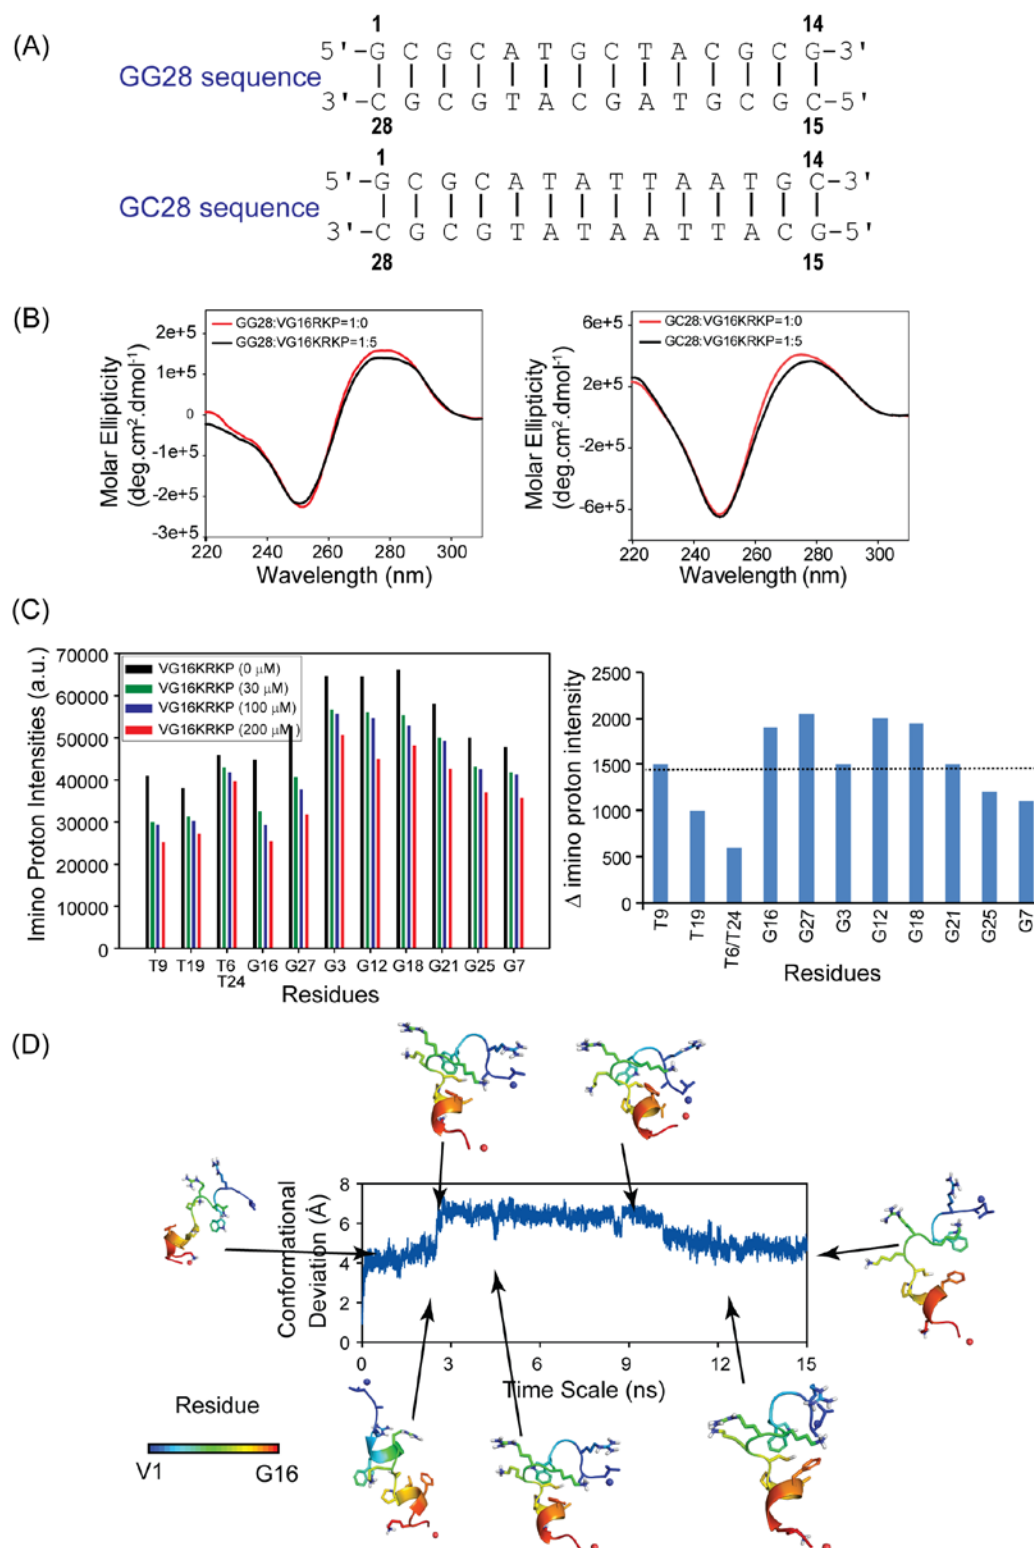 (A)
1 14
5'-G C G C A T G C T A C G C G-3'
GG28 sequence
3'-C G C G T A C G A T G C G C-5'
28 15
1 14
5'-G C G C A T A T T A A T G C-3'
GC28 sequence
3'-C G C G T A T A A T T A C G-5'
28 15
(B)
GG28:VG16RKP=1:0
GG28:VG16KRKP=1:5
2e+5
1e+5
0
-1e+5
-2e+5
-3e+5
Molar Ellipticity
(deg.cm2.dmol-1)
220 240 260 280 300
Wavelength (nm)
GC28:VG16KRKP=1:0
GC28:VG16KRKP=1:5
6e+5
2e+5
-2e+5
-6e+5
Molar Ellipticity
(deg.cm2.dmol-1)
220 240 260 280 300
Wavelength (nm)
(C)
VG16KRKP (0 μM)
VG16KRKP (30 μM)
VG16KRKP (100 μM)
VG16KRKP (200 μM)
70000
60000
50000
40000
30000
20000
10000
0
Imino Proton Intensities (a.u.)
T9 T19 T6 G16 G27 G3 G12 G18 G21 G25 G7
T24
Residues
2500
2000
1500
1000
500
0
Δ imino proton intensity
T9 T19 T6/T24 G16 G27 G3 G12 G18 G21 G25 G7
Residues
(D)
8
6
4
2
0
Conformational
Deviation (Å)
0 3 6 9 12 15
Time Scale (ns)
Residue
V1 G16